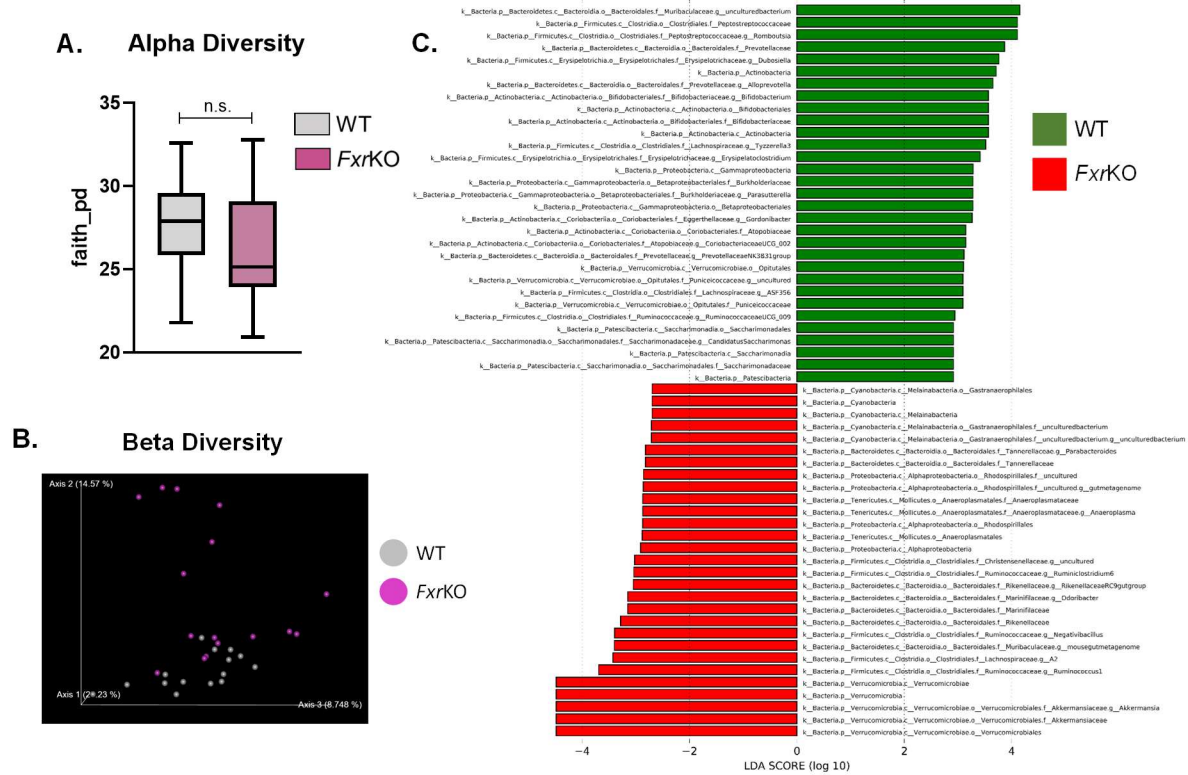 A.
Alpha Diversity
35
30
25
20
faith_pd
n.s.
WT
FxrKO
B.
Beta Diversity
Axis 2 (14.57 %)
Axis 3 (8.748 %)
WT
FxrKO
C.
k__Bacteria.p__Bacteroidetes.c__Bacteroidia.o__Bacteroidales.f__Muribaculaceae.g__unculturedbacterium
k__Bacteria.p__Firmicutes.c__Clostridia.o__Clostridiales.f__Peptostreptococcaceae
k__Bacteria.p__Firmicutes.c__Clostridia.o__Clostridiales.f__Peptostreptococcaceae.g__Romboutsia
k__Bacteria.p__Bacteroidetes.c__Bacteroidia.o__Bacteroidales.f__Prevotellaceae
k__Bacteria.p__Firmicutes.c__Erysipelotrichia.o__Erysipelotrichales.f__Erysipelotrichaceae.g__Dubosiella
k__Bacteria.p__Actinobacteria
k__Bacteria.p__Bacteroidetes.c__Bacteroidia.o__Bacteroidales.f__Prevotellaceae.g__Alloprevotella
k__Bacteria.p__Actinobacteria.c__Actinobacteria.o__Bifidobacteriales.f__Bifidobacteriaceae.g__Bifidobacterium
k__Bacteria.p__Actinobacteria.c__Actinobacteria.o__Bifidobacteriales
k__Bacteria.p__Actinobacteria.c__Actinobacteria.o__Bifidobacteriales.f__Bifidobacteriaceae
k__Bacteria.p__Actinobacteria.c__Actinobacteria
k__Bacteria.p__Firmicutes.c__Clostridia.o__Clostridiales.f__Lachnospiraceae.g__Tyzzerella3
k__Bacteria.p__Firmicutes.c__Erysipelotrichia.o__Erysipelotrichales.f__Erysipelotrichaceae.g__Erysipelatoclostridium
k__Bacteria.p__Proteobacteria.c__Gammaproteobacteria
k__Bacteria.p__Proteobacteria.c__Gammaproteobacteria.o__Betaproteobacteriales.f__Burkholderiaceae
k__Bacteria.p__Proteobacteria.c__Gammaproteobacteria.o__Betaproteobacteriales.f__Burkholderiaceae.g__Parasutterella
k__Bacteria.p__Proteobacteria.c__Gammaproteobacteria.o__Betaproteobacteriales
k__Bacteria.p__Actinobacteria.c__Coriobacteriia.o__Coriobacteriales.f__Eggerthellaceae.g__Gordonibacter
k__Bacteria.p__Actinobacteria.c__Coriobacteriia.o__Coriobacteriales.f__Atopobiaceae
k__Bacteria.p__Actinobacteria.c__Coriobacteriia.o__Coriobacteriales.f__Atopobiaceae.g__CoriobacteriaceaeUCG_002
k__Bacteria.p__Bacteroidetes.c__Bacteroidia.o__Bacteroidales.f__Prevotellaceae.g__PrevotellaceaeNK3B31group
k__Bacteria.p__Verrucomicrobia.c__Verrucomicrobiae.o__Opitutales
k__Bacteria.p__Verrucomicrobia.c__Verrucomicrobiae.o__Opitutales.f__Puniceicoccaceae.g__uncultured
k__Bacteria.p__Firmicutes.c__Clostridia.o__Clostridiales.f__Lachnospiraceae.g__ASF356
k__Bacteria.p__Verrucomicrobia.c__Verrucomicrobiae.o__Opitutales.f__Puniceicoccaceae
k__Bacteria.p__Firmicutes.c__Clostridia.o__Clostridiales.f__Ruminococcaceae.g__RuminococcaceaeUCG_009
k__Bacteria.p__Patescibacteria.c__Saccharimonadia.o__Saccharimonadales
k__Bacteria.p__Patescibacteria.c__Saccharimonadia.o__Saccharimonadales.f__Saccharimonadaceae.g__CandidatusSaccharimonas
k__Bacteria.p__Patescibacteria.c__Saccharimonadia
k__Bacteria.p__Patescibacteria.c__Saccharimonadia.o__Saccharimonadales.f__Saccharimonadaceae
k__Bacteria.p__Patescibacteria
k__Bacteria.p__Cyanobacteria.c__Melainabacteria.o__Gastranaerophilales
k__Bacteria.p__Cyanobacteria
k__Bacteria.p__Cyanobacteria.c__Melainabacteria
k__Bacteria.p__Cyanobacteria.c__Melainabacteria.o__Gastranaerophilales.f__unculturedbacterium
k__Bacteria.p__Cyanobacteria.c__Melainabacteria.o__Gastranaerophilales.f__unculturedbacterium.g__unculturedbacterium
k__Bacteria.p__Bacteroidetes.c__Bacteroidia.o__Bacteroidales.f__Tannerellaceae.g__Parabacteroides
k__Bacteria.p__Bacteroidetes.c__Bacteroidia.o__Bacteroidales.f__Tannerellaceae
k__Bacteria.p__Proteobacteria.c__Alphaproteobacteria.o__Rhodospirillales.f__uncultured
k__Bacteria.p__Proteobacteria.c__Alphaproteobacteria.o__Rhodospirillales.f__uncultured.g__gutmetagenome
k__Bacteria.p__Tenericutes.c__Mollicutes.o__Anaeroplasmatales.f__Anaeroplasmataceae
k__Bacteria.p__Tenericutes.c__Mollicutes.o__Anaeroplasmatales.f__Anaeroplasmataceae.g__Anaeroplasma
k__Bacteria.p__Proteobacteria.c__Alphaproteobacteria.o__Rhodospirillales
k__Bacteria.p__Tenericutes.c__Mollicutes.o__Anaeroplasmatales
k__Bacteria.p__Proteobacteria.c__Alphaproteobacteria
k__Bacteria.p__Firmicutes.c__Clostridia.o__Clostridiales.f__Christensenellaceae.g__uncultured
k__Bacteria.p__Firmicutes.c__Clostridia.o__Clostridiales.f__Ruminococcaceae.g__Ruminiclostridium6
k__Bacteria.p__Bacteroidetes.c__Bacteroidia.o__Bacteroidales.f__Rikenellaceae.g__RikenellaceaeRC9gutgroup
k__Bacteria.p__Bacteroidetes.c__Bacteroidia.o__Bacteroidales.f__Marinifilaceae.g__Odoribacter
k__Bacteria.p__Bacteroidetes.c__Bacteroidia.o__Bacteroidales.f__Marinifilaceae
k__Bacteria.p__Bacteroidetes.c__Bacteroidia.o__Bacteroidales.f__Rikenellaceae
k__Bacteria.p__Firmicutes.c__Clostridia.o__Clostridiales.f__Ruminococcaceae.g__Negativibacillus
k__Bacteria.p__Bacteroidetes.c__Bacteroidia.o__Bacteroidales.f__Muribaculaceae.g__mousegutmetagenome
k__Bacteria.p__Firmicutes.c__Clostridia.o__Clostridiales.f__Lachnospiraceae.g__A2
k__Bacteria.p__Firmicutes.c__Clostridia.o__Clostridiales.f__Ruminococcaceae.g__Ruminococcus1
k__Bacteria.p__Verrucomicrobia.c__Verrucomicrobiae
k__Bacteria.p__Verrucomicrobia
k__Bacteria.p__Verrucomicrobia.c__Verrucomicrobiae.o__Verrucomicrobiales.f__Akkermansiaceae.g__Akkermansia
k__Bacteria.p__Verrucomicrobia.c__Verrucomicrobiae.o__Verrucomicrobiales.f__Akkermansiaceae
k__Bacteria.p__Verrucomicrobia.c__Verrucomicrobiae.o__Verrucomicrobiales
WT
FxrKO
−4 −2 0 2 4
LDA SCORE (log 10)